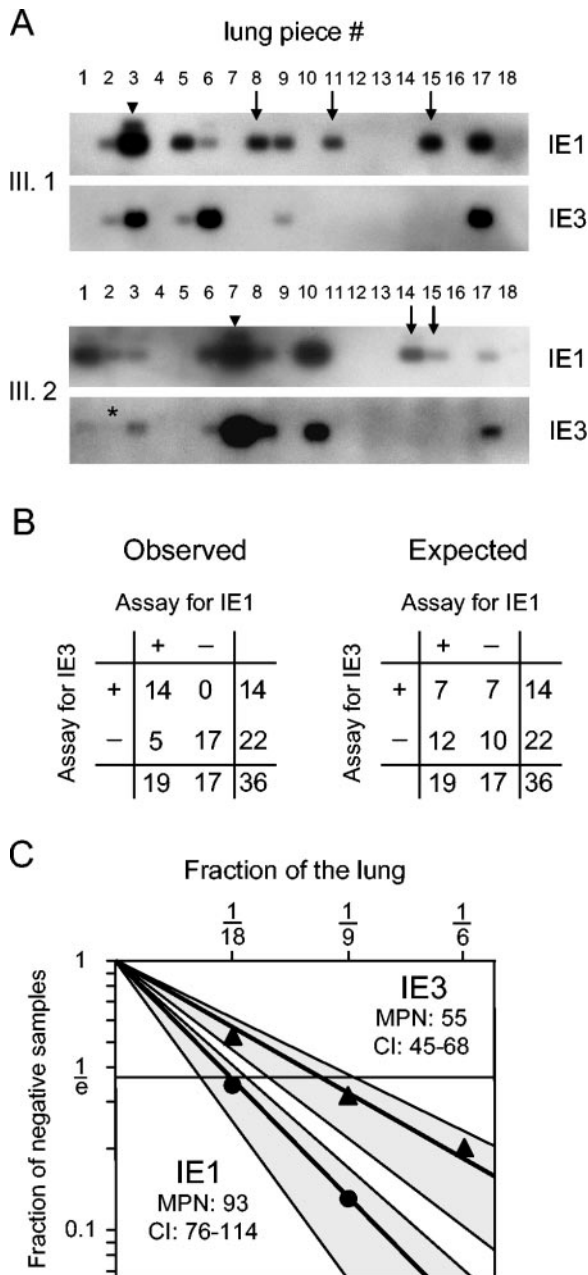 A
lung piece #
1 2 3 4 5 6 7 8 9 10 11 12 13 14 15 16 17 18
III. 1
IE1
IE3
1 2 3 4 5 6 7 8 9 10 11 12 13 14 15 16 17 18
III. 2
IE1
*
IE3
B
Observed
Expected
Assay for IE1
Assay for IE1
Assay for IE3
+ −
+ 14 0 14
− 5 17 22
19 17 36
Assay for IE3
+ −
+ 7 7 14
− 12 10 22
19 17 36
C
Fraction of the lung
1/18 1/9 1/6
Fraction of negative samples
1
1/e
0.1
IE3
MPN: 55
CI: 45-68
IE1
MPN: 93
CI: 76-114